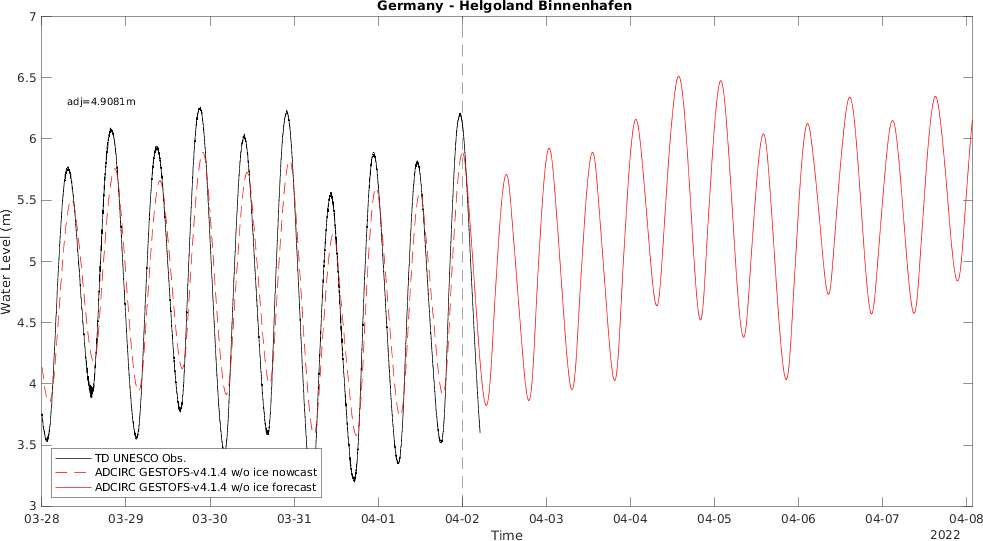 Germany - Helgoland Binnenhafen
7
6.5
adj=4.9081m
6
5.5
Water Level (m)
5
4.5
4
3.5
3
TD UNESCO Obs.
ADCIRC GESTOFS-v4.1.4 w/o ice nowcast
ADCIRC GESTOFS-v4.1.4 w/o ice forecast
03-28 03-29 03-30 03-31 04-01 04-02 04-03 04-04 04-05 04-06 04-07 04-08
Time
2022